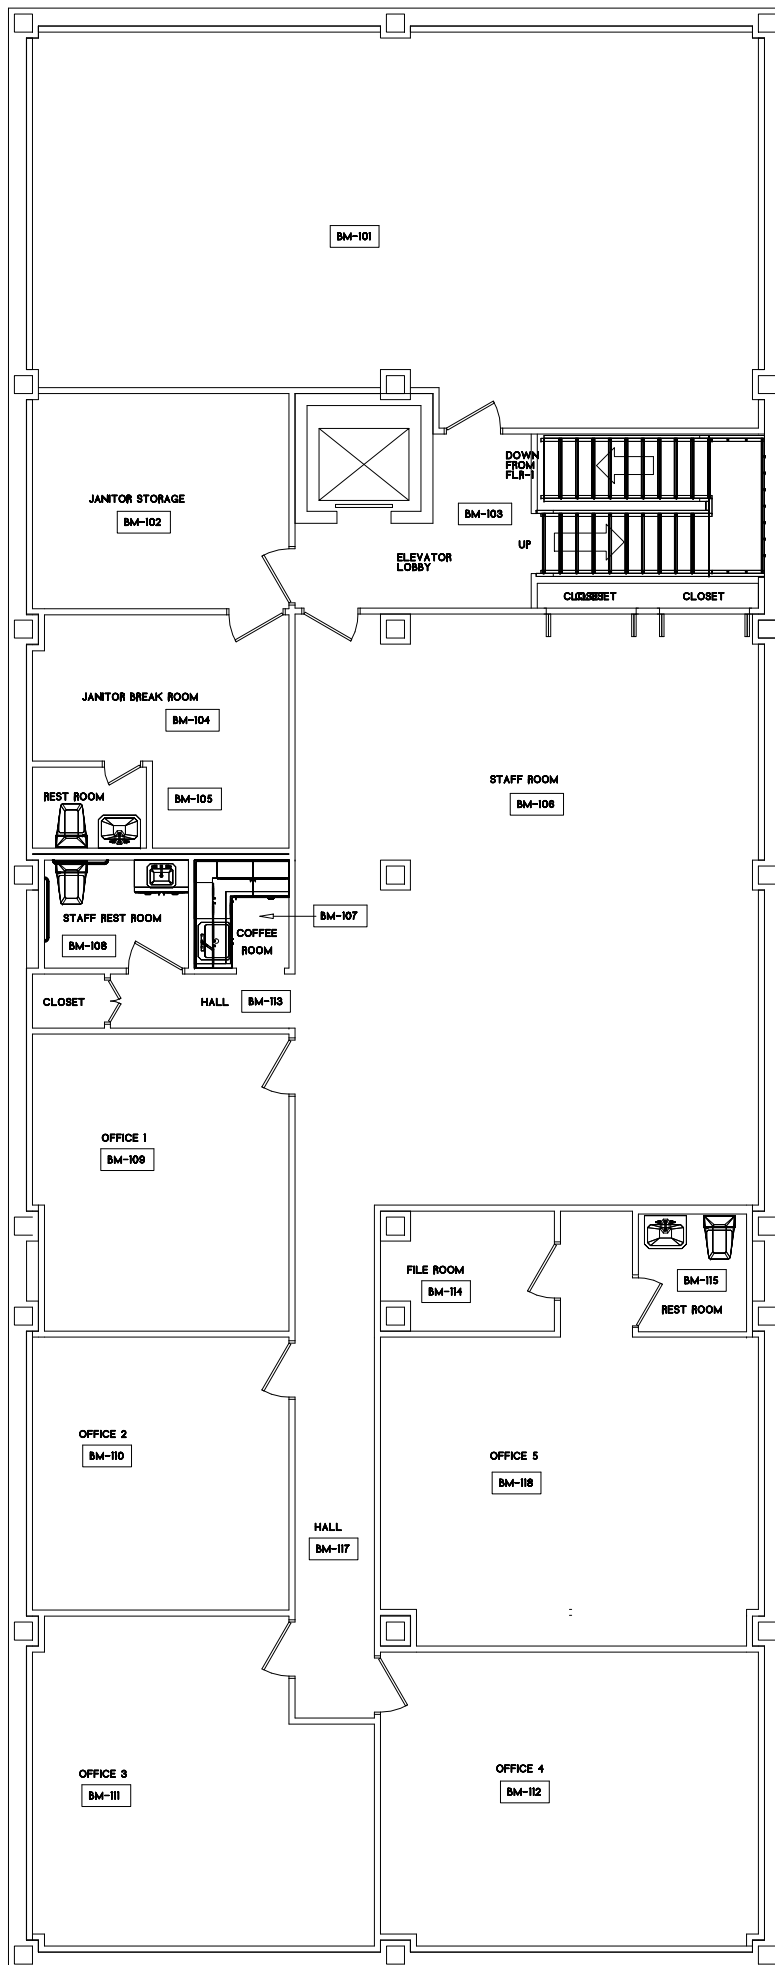 BM-101
DOWN
FROM
FLR-1
JANITOR STORAGE
BM-102
BM-103
UP
ELEVATOR
LOBBY
CLOSET
CLOSET
JANITOR BREAK ROOM
BM-104
STAFF ROOM
BM-106
REST ROOM
BM-105
STAFF REST ROOM
BM-108
BM-107
COFFEE
ROOM
CLOSET
HALL
BM-113
OFFICE 1
BM-109
FILE ROOM
BM-114
BM-115
REST ROOM
OFFICE 2
BM-110
OFFICE 5
BM-118
HALL
BM-117
OFFICE 3
BM-111
OFFICE 4
BM-112